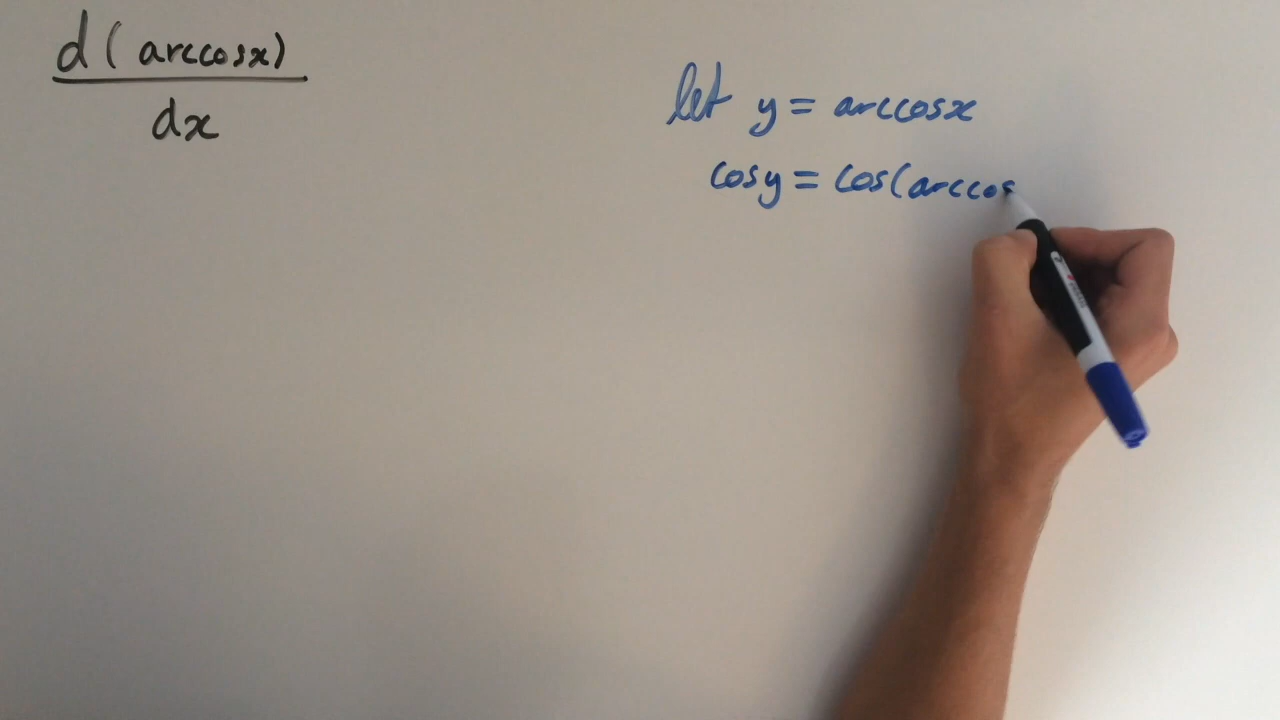 d(arccosx)
dx
let y = arccosx
cosy = cos(arccos